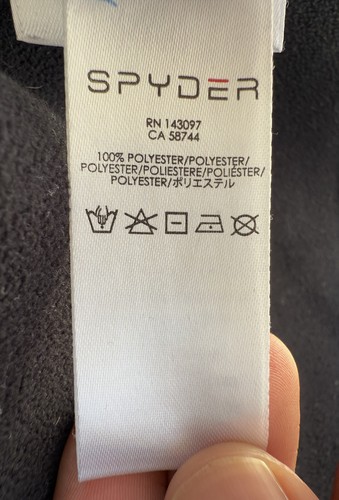 SPYDER
RN 143097
CA 58744
100% POLYESTER/POLYESTER/
POLYESTER/POLIESTERE/POLIÉSTER/
POLYESTER/ポリエステル